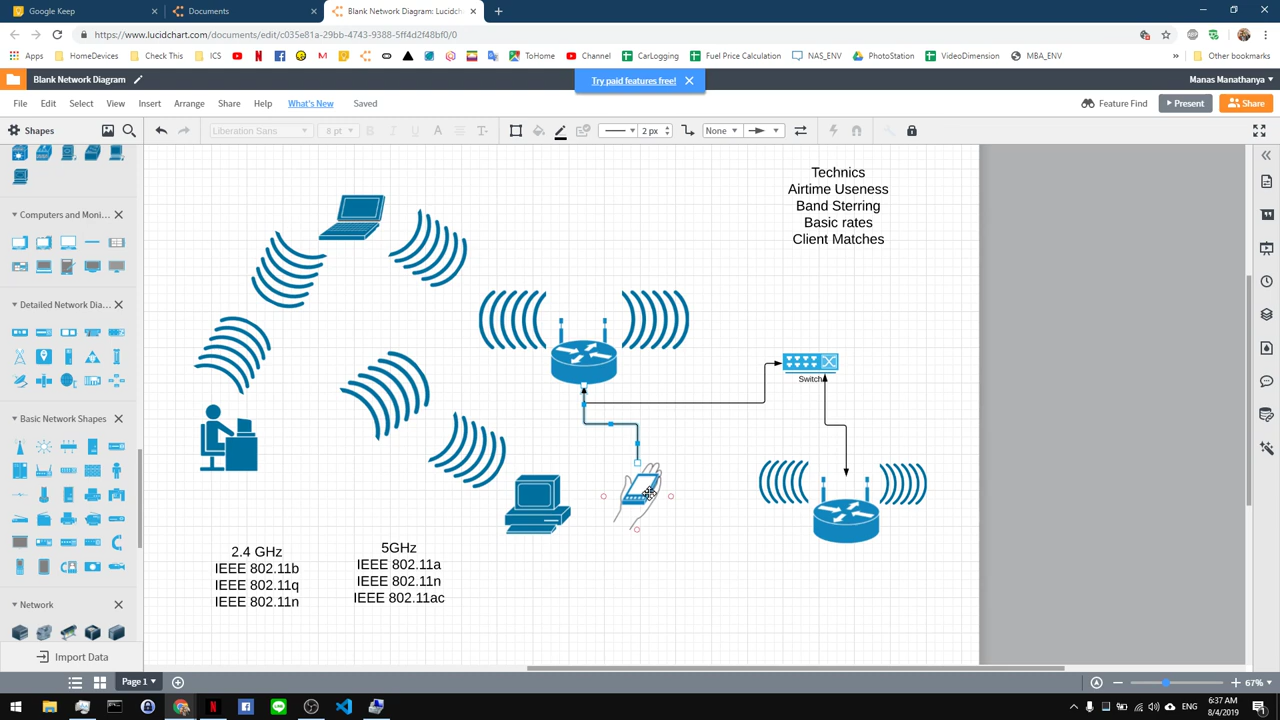 Google Keep
Documents
Blank Network Diagram: Lucidch
https://www.lucidchart.com/documents/edit/c035e81a-29bb-4743-9388-5ff4d2f48bf0/0
Apps
HomeDevices
Check This
ICS
ToHome
Channel
CarLogging
Fuel Price Calculation
NAS_ENV
PhotoStation
VideoDimension
MBA_ENV
»
Other bookmarks
Blank Network Diagram
Try paid features free!
Manas Manathanya
File Edit Select View Insert Arrange Share Help What's New Saved
Feature Find
Present
Share
Shapes
Liberation Sans
8 pt
2 px
None
Computers and Moni...
Detailed Network Dia...
Basic Network Shapes
Network
Import Data
Technics
Airtime Useness
Band Sterring
Basic rates
Client Matches
Switch
2.4 GHz
IEEE 802.11b
IEEE 802.11q
IEEE 802.11n
5GHz
IEEE 802.11a
IEEE 802.11n
IEEE 802.11ac
Page 1
67%
ENG
6:37 AM
8/4/2019